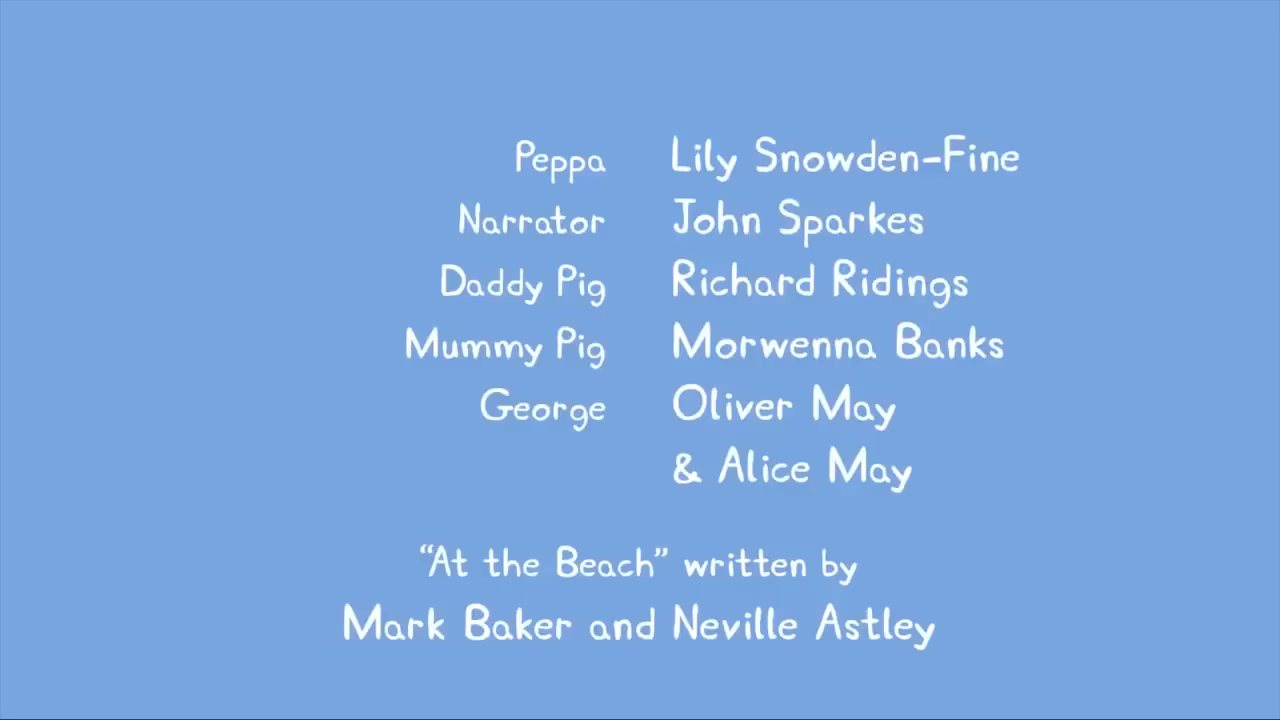 Peppa Lily Snowden-Fine
Narrator John Sparkes
Daddy Pig Richard Ridings
Mummy Pig Morwenna Banks
George Oliver May
& Alice May
“At the Beach” written by
Mark Baker and Neville Astley